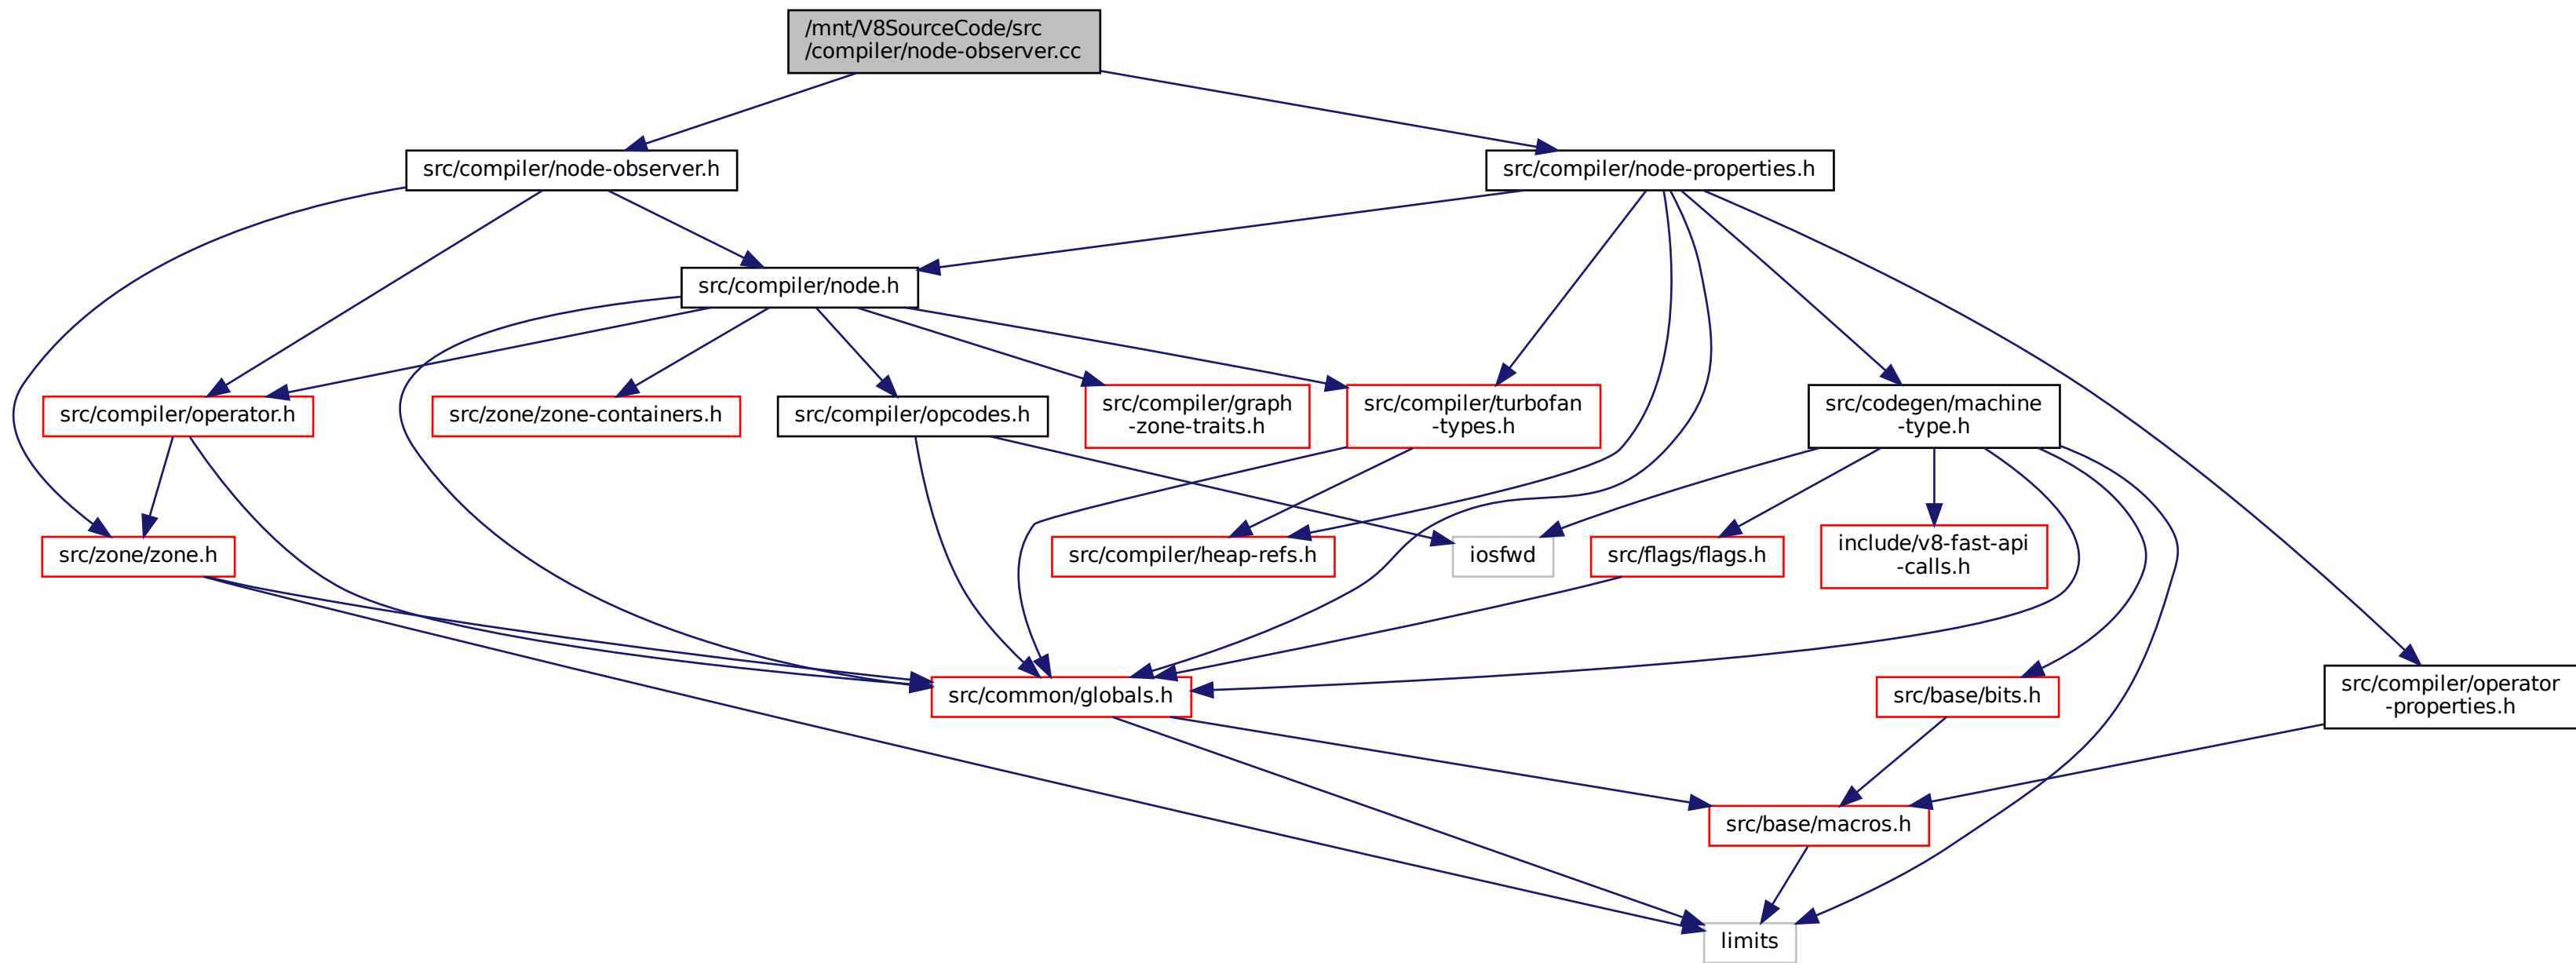 /mnt/V8SourceCode/src
/compiler/node-observer.cc
src/compiler/node-observer.h
src/compiler/node-properties.h
src/compiler/node.h
src/compiler/operator.h
src/zone/zone-containers.h
src/compiler/opcodes.h
src/compiler/graph
-zone-traits.h
src/compiler/turbofan
-types.h
src/codegen/machine
-type.h
src/zone/zone.h
src/compiler/heap-refs.h
iosfwd
src/flags/flags.h
include/v8-fast-api
-calls.h
src/common/globals.h
src/base/bits.h
src/compiler/operator
-properties.h
src/base/macros.h
limits